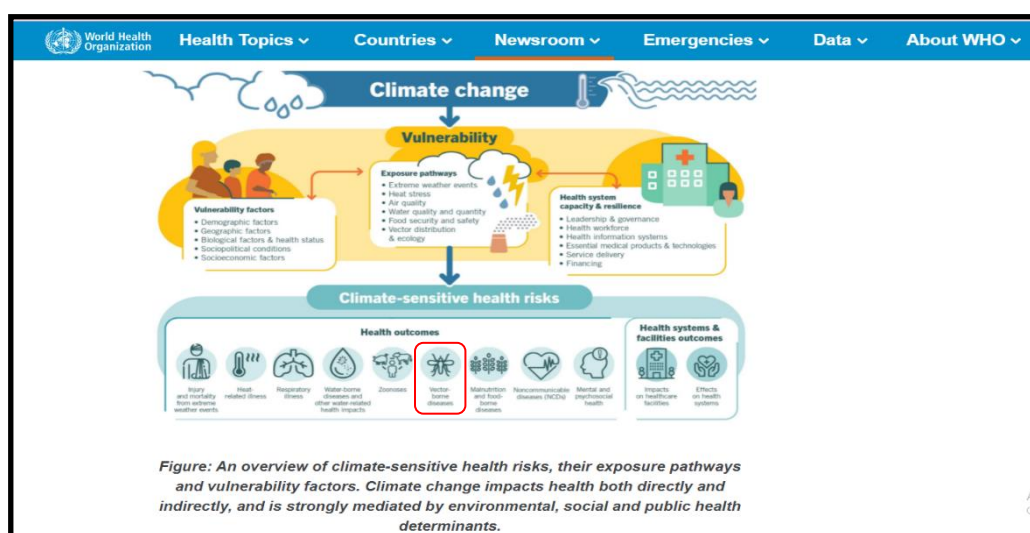 World Health
Organization
Health Topics
Countries
Newsroom
Emergencies
Data
About WHO
Climate change
Vulnerability
Vulnerability factors
• Demographic factors
• Geographic factors
• Biological factors & health status
• Sociopolitical conditions
• Socioeconomic factors
Exposure pathways
• Extreme weather events
• Heat stress
• Air quality
• Water quality and quantity
• Food security and safety
• Vector distribution
& ecology
Health system
capacity & resilience
• Leadership & governance
• Health workforce
• Health information systems
• Essential medical products & technologies
• Service delivery
• Financing
Climate-sensitive health risks
Health outcomes
Injury
and mortality
from extreme
weather events
Heat-
related illness
Respiratory
illness
Water-borne
diseases and
other water-related
health impacts
Zoonoses
Vector-
borne
diseases
Malnutrition
and food-
borne
diseases
Noncommunicable
diseases (NCDs)
Mental and
psychosocial
health
Health systems &
facilities outcomes
Impacts
on healthcare
facilities
Effects
on health
systems
Figure: An overview of climate-sensitive health risks, their exposure pathways
and vulnerability factors. Climate change impacts health both directly and
indirectly, and is strongly mediated by environmental, social and public health
determinants.